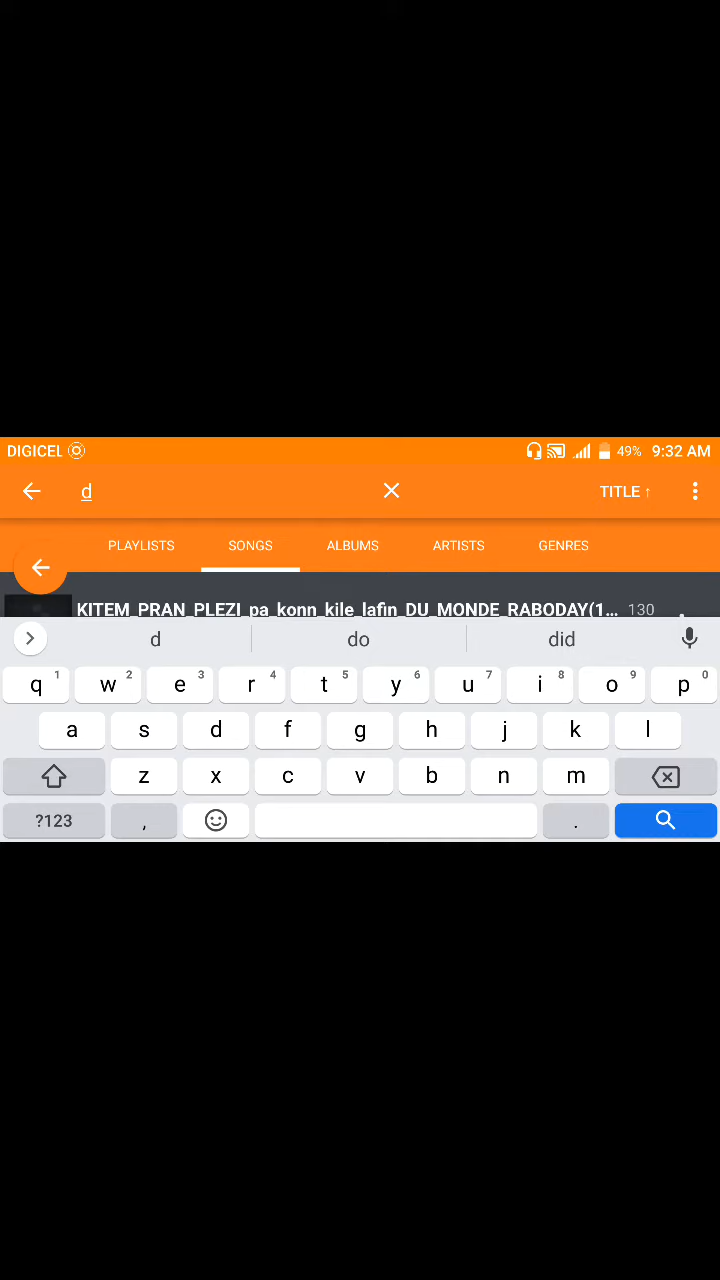 DIGICEL 49% 9:32 AM
d TITLE ↑
PLAYLISTS SONGS ALBUMS ARTISTS GENRES
KITEM_PRAN_PLEZI_pa_konn_kile_lafin_DU_MONDE_RABODAY(1... 130
d do did
q 1 w 2 e 3 r 4 t 5 y 6 u 7 i 8 o 9 p 0
a s d f g h j k l
z x c v b n m
?123 , .